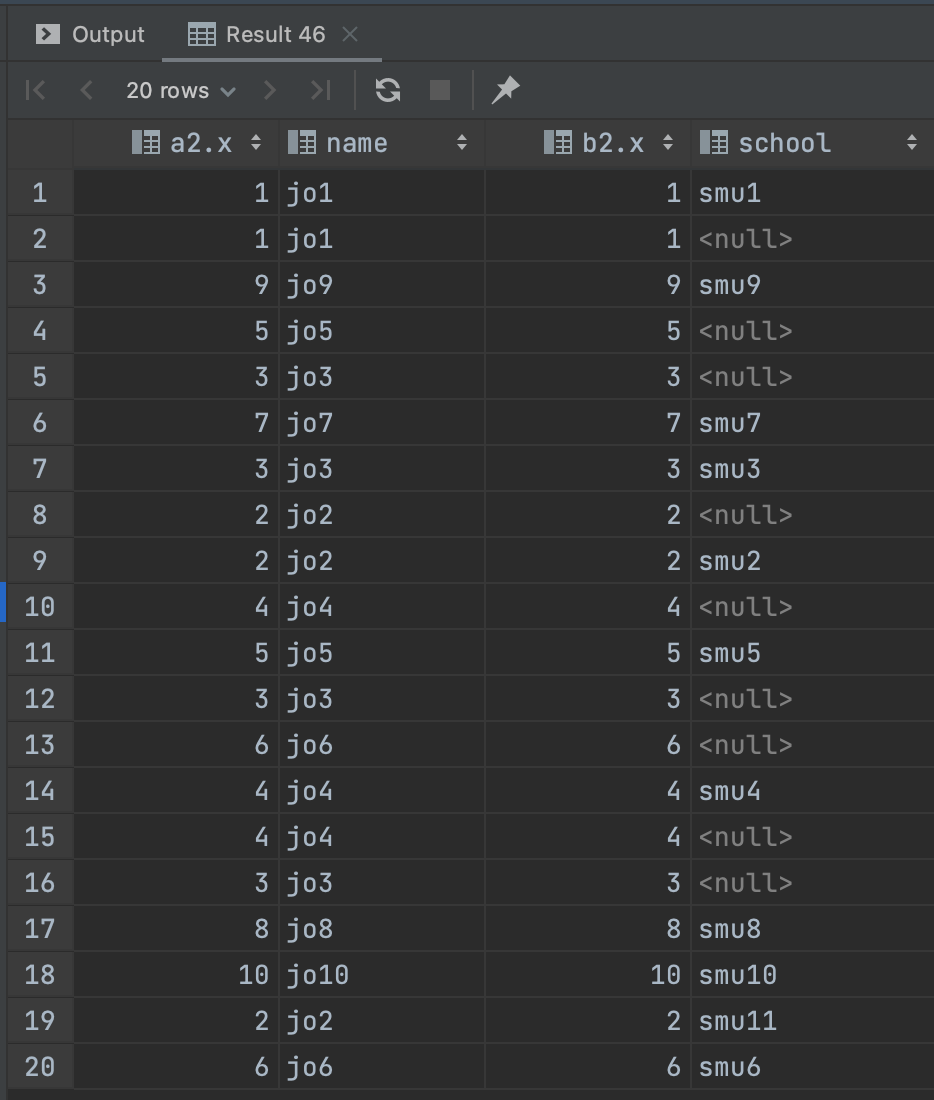 Output Result 46
20 rows
a2.x name b2.x school
1 1 jo1 1 smu1
2 1 jo1 1 <null>
3 9 jo9 9 smu9
4 5 jo5 5 <null>
5 3 jo3 3 <null>
6 7 jo7 7 smu7
7 3 jo3 3 smu3
8 2 jo2 2 <null>
9 2 jo2 2 smu2
10 4 jo4 4 <null>
11 5 jo5 5 smu5
12 3 jo3 3 <null>
13 6 jo6 6 <null>
14 4 jo4 4 smu4
15 4 jo4 4 <null>
16 3 jo3 3 <null>
17 8 jo8 8 smu8
18 10 jo10 10 smu10
19 2 jo2 2 smu11
20 6 jo6 6 smu6